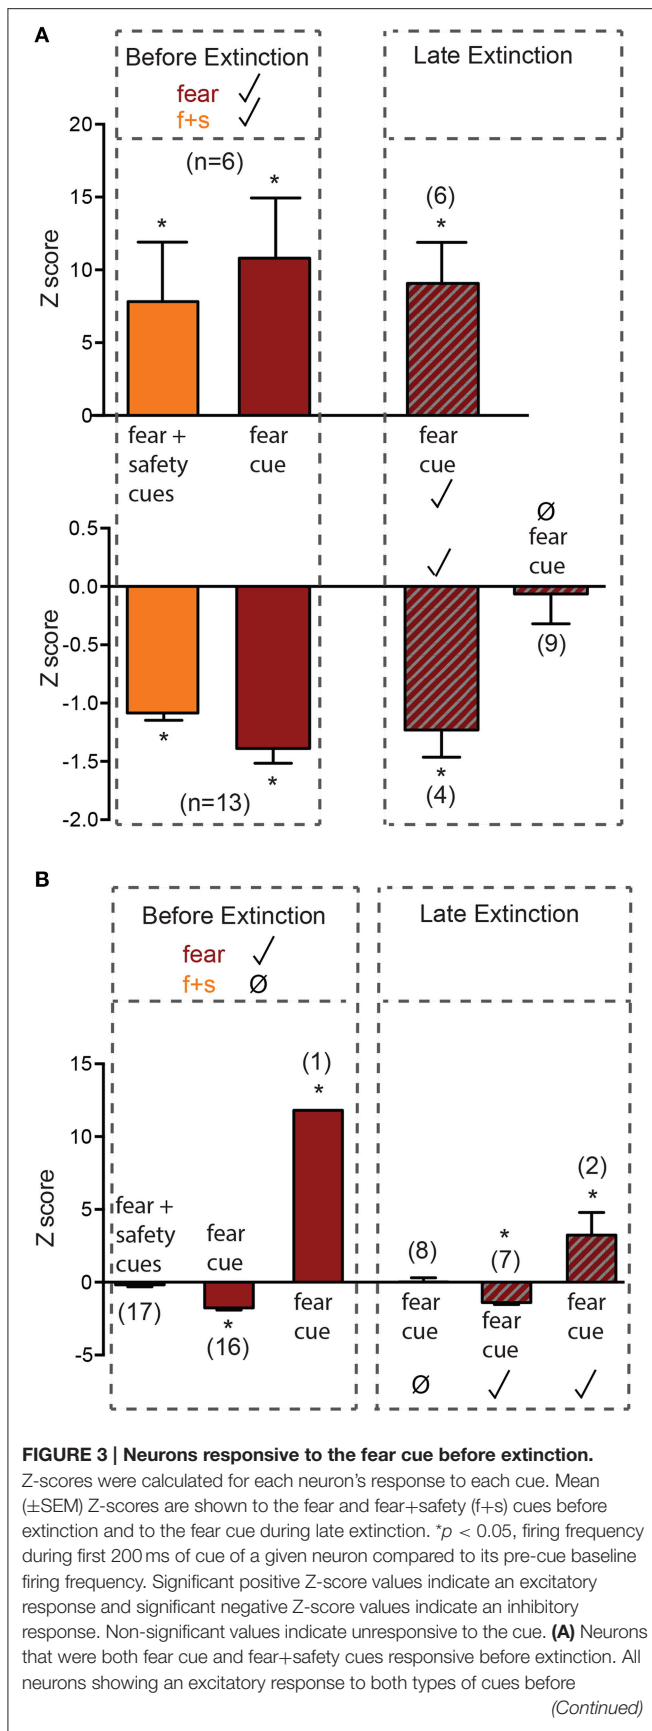 A
Before Extinction
Late Extinction
fear ✓
f+s ✓
20
(n=6)
*
*
(6)
*
15
10
5
0
Z score
fear +
safety
cues
fear
cue
fear
cue
✓
0.5
0.0
-0.5
-1.0
-1.5
-2.0
Z score
✓
Ø
fear
cue
(9)
*
*
*
(4)
(n=13)
B
Before Extinction
Late Extinction
fear ✓
f+s Ø
15
10
5
0
-5
Z score
(1)
*
fear +
safety
cues
(17)
fear
cue
*
(16)
fear
cue
(8)
fear
cue
Ø
*
(7)
fear
cue
✓
(2)
*
fear
cue
✓
FIGURE 3 | Neurons responsive to the fear cue before extinction.
Z-scores were calculated for each neuron's response to each cue. Mean
(±SEM) Z-scores are shown to the fear and fear+safety (f+s) cues before
extinction and to the fear cue during late extinction. *p < 0.05, firing frequency
during first 200 ms of cue of a given neuron compared to its pre-cue baseline
firing frequency. Significant positive Z-score values indicate an excitatory
response and significant negative Z-score values indicate an inhibitory
response. Non-significant values indicate unresponsive to the cue. (A) Neurons
that were both fear cue and fear+safety cues responsive before extinction. All
neurons showing an excitatory response to both types of cues before
(Continued)